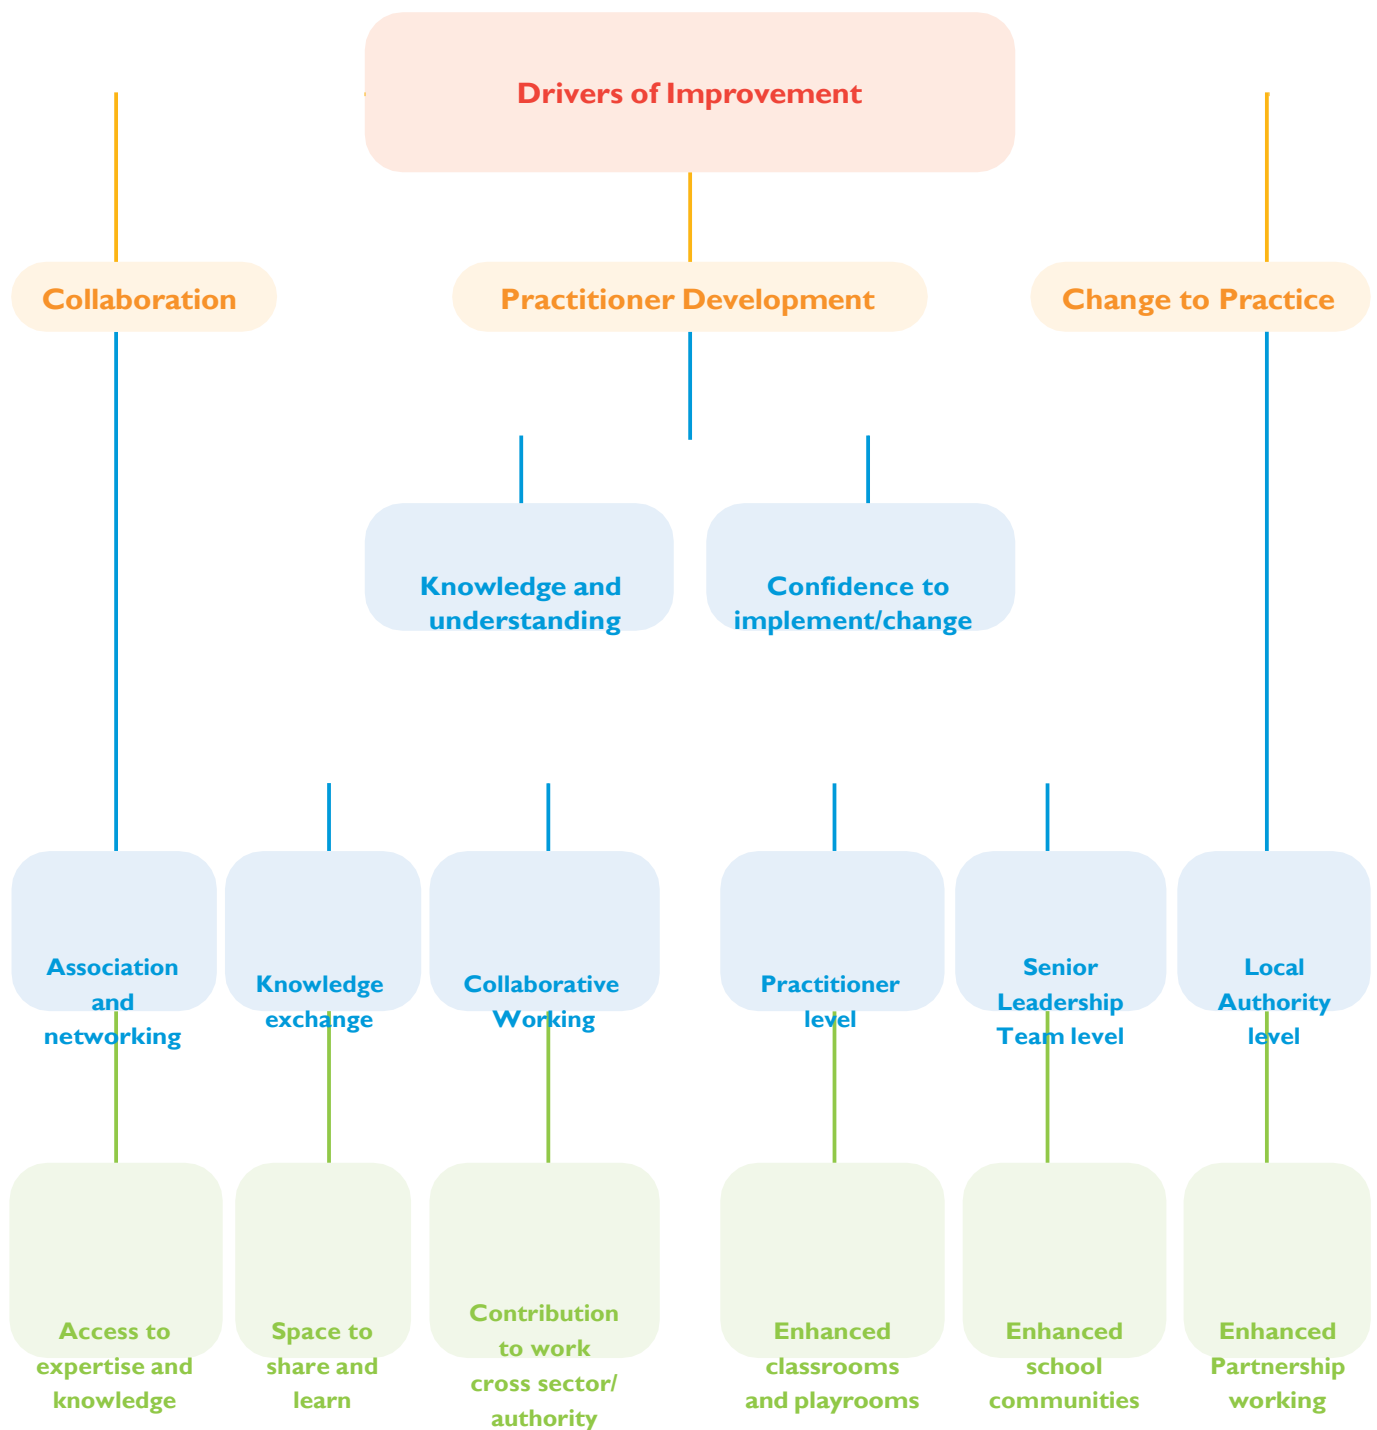 Drivers of Improvement
Collaboration
Practitioner Development
Change to Practice
Knowledge and
understanding
Confidence to
implement/change
Association
and
networking
Knowledge
exchange
Collaborative
Working
Practitioner
level
Senior
Leadership
Team level
Local
Authority
level
Access to
expertise and
knowledge
Space to
share and
learn
Contribution
to work
cross sector/
authority
Enhanced
classrooms
and playrooms
Enhanced
school
communities
Enhanced
Partnership
working